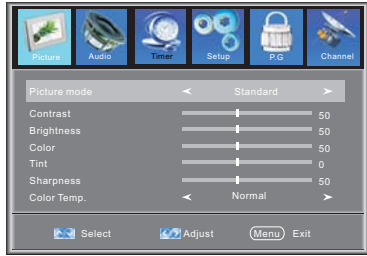 Picture Audio Timer Setup P.G Channel
Picture mode Standard
Contrast 50
Brightness 50
Color 50
Tint 0
Sharpness 50
Color Temp. Normal
Select Adjust Menu Exit